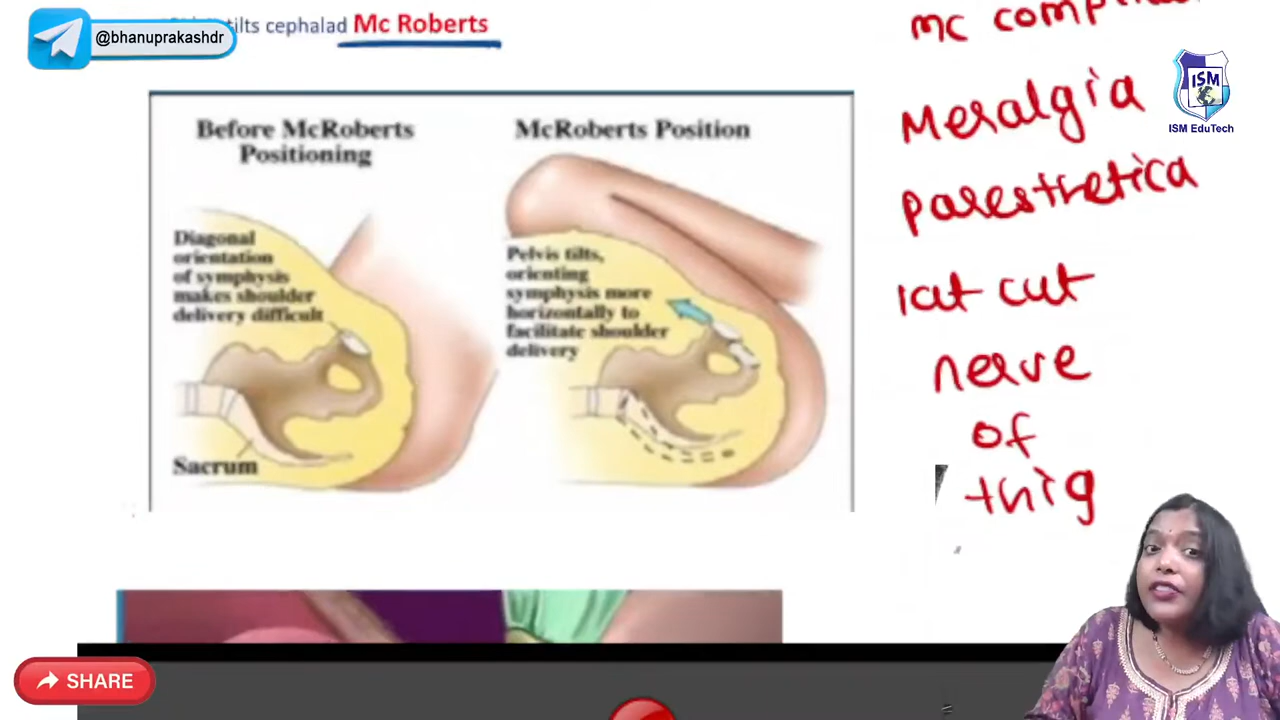 tilts cephalad Mc Roberts
@bhanuprakashdr
mc comp
ISM
ISM EduTech
Meralgia
paresthetica
lat cut
nerve
of
thig
Before McRoberts
Positioning
Diagonal
orientation
of symphysis
makes shoulder
delivery difficult
Sacrum
McRoberts Position
Pelvis tilts,
orienting
symphysis more
horizontally to
facilitate shoulder
delivery
SHARE